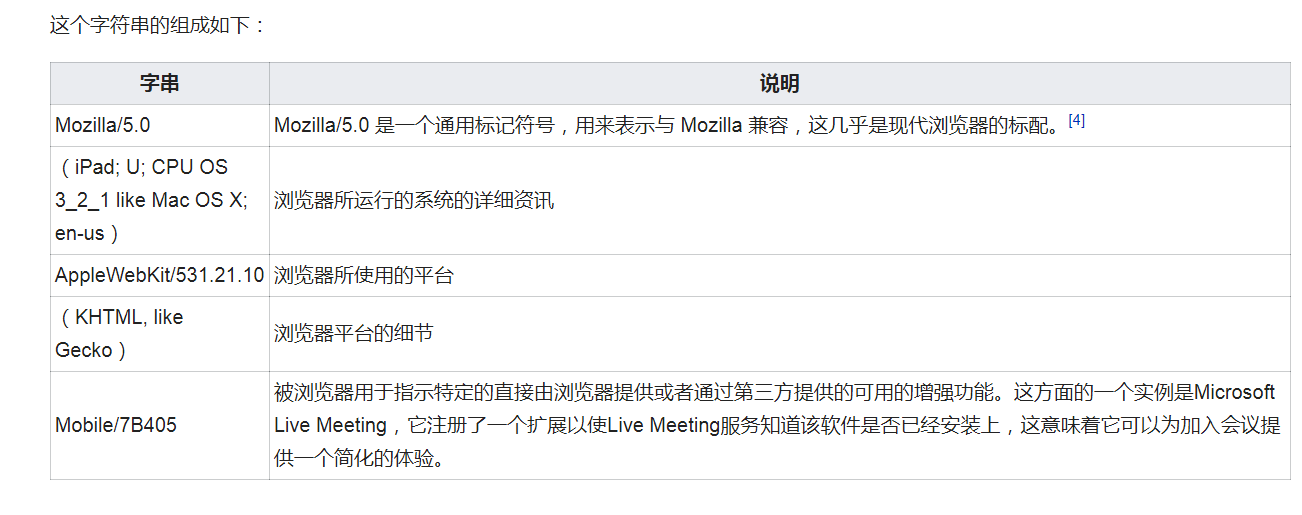 这个字符串的组成如下：
字串 说明
Mozilla/5.0 Mozilla/5.0 是一个通用标记符号，用来表示与 Mozilla 兼容，这几乎是现代浏览器的标配。[4]
（iPad; U; CPU OS
3_2_1 like Mac OS X;
en-us）
浏览器所运行的系统的详细资讯
AppleWebKit/531.21.10 浏览器所使用的平台
（KHTML, like
Gecko）
浏览器平台的细节
Mobile/7B405
被浏览器用于指示特定的直接由浏览器提供或者通过第三方提供的可用的增强功能。这方面的一个实例是Microsoft
Live Meeting，它注册了一个扩展以使Live Meeting服务知道该软件是否已经安装上，这意味着它可以为加入会议提
供一个简化的体验。